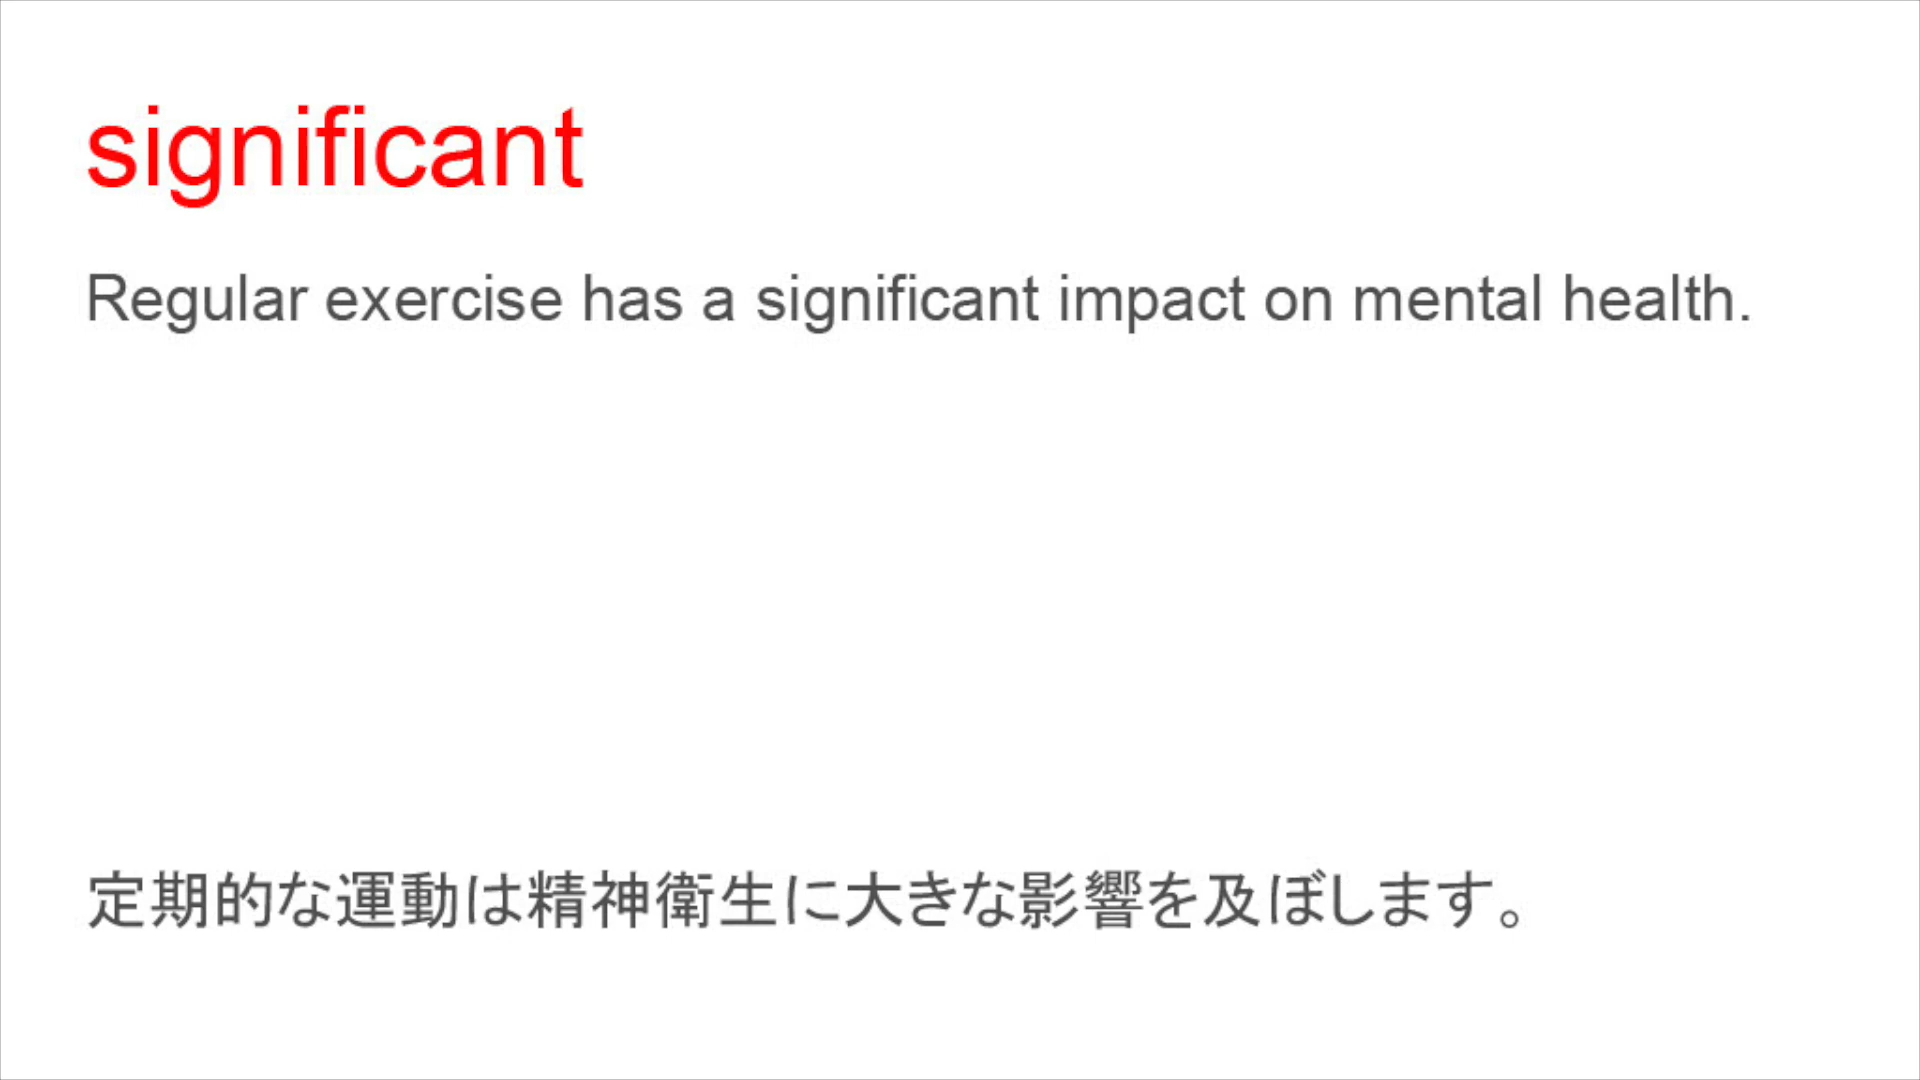 significant
Regular exercise has a significant impact on mental health.
定期的な運動は精神衛生に大きな影響を及ぼします。